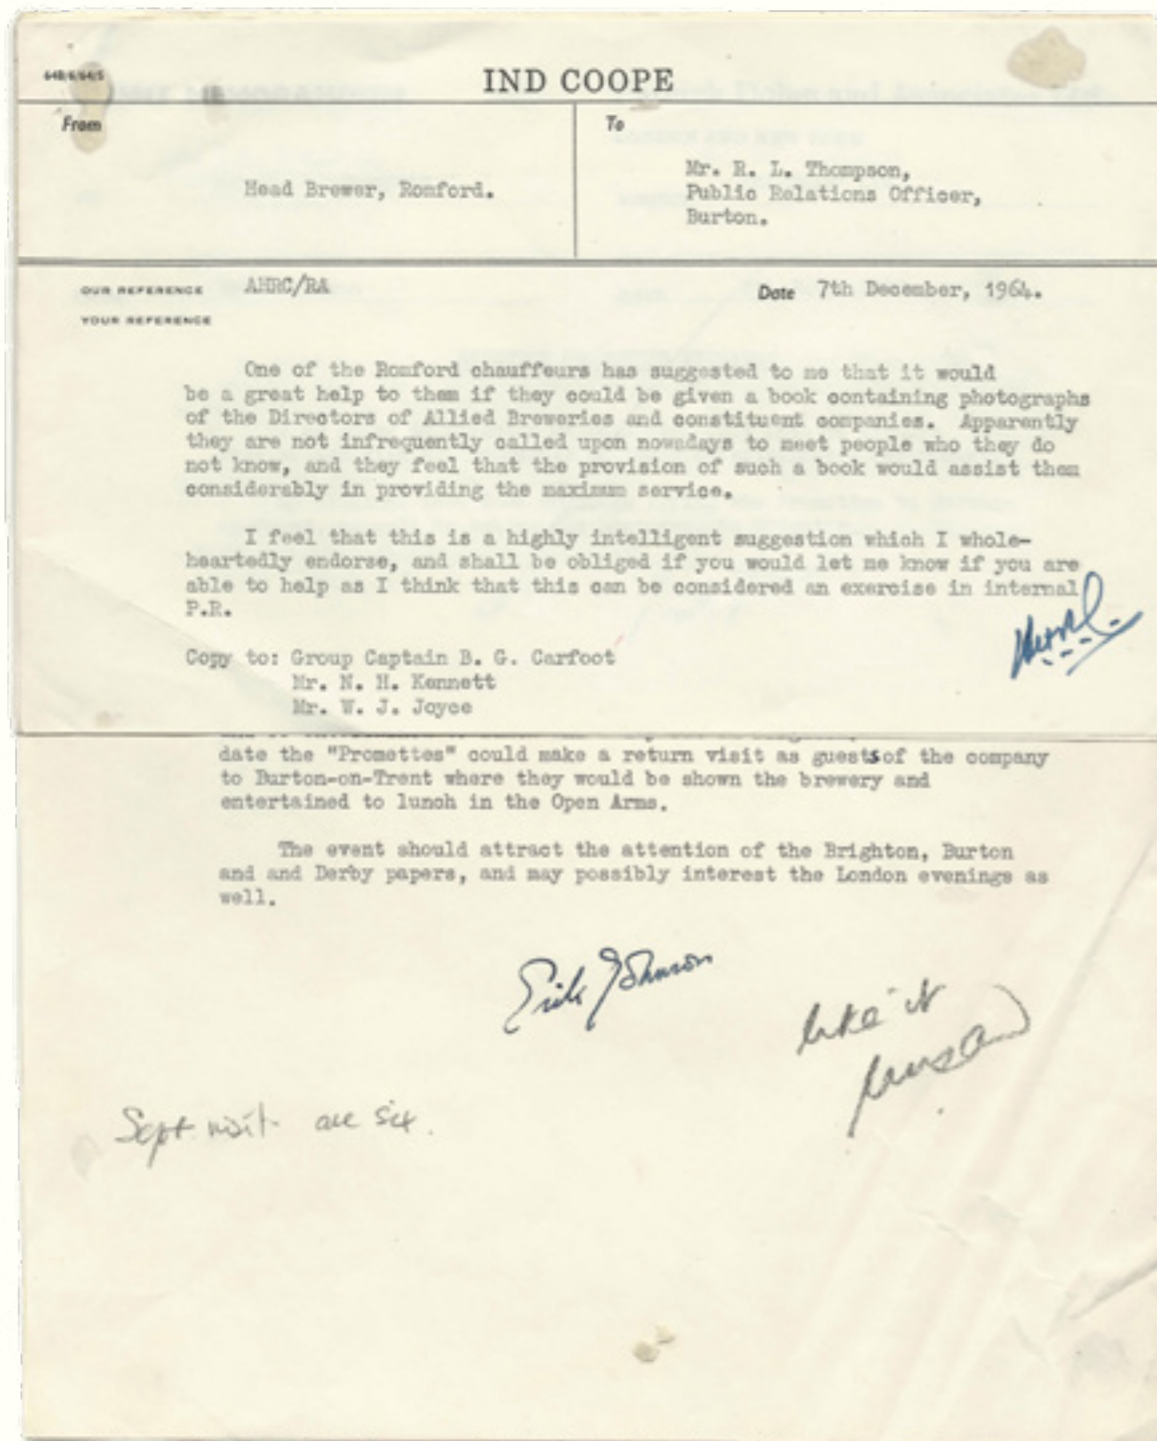 64B/6/64/5
IND COOPE
From
Head Brewer, Romford.
To
Mr. R. L. Thompson,
Public Relations Officer,
Burton.
OUR REFERENCE AHRC/RA
Date 7th December, 1964.
YOUR REFERENCE
One of the Romford chauffeurs has suggested to me that it would
be a great help to them if they could be given a book containing photographs
of the Directors of Allied Breweries and constituent companies. Apparently
they are not infrequently called upon nowadays to meet people who they do
not know, and they feel that the provision of such a book would assist them
considerably in providing the maximum service.
I feel that this is a highly intelligent suggestion which I whole-
heartedly endorse, and shall be obliged if you would let me know if you are
able to help as I think that this can be considered an exercise in internal
P.R.
Copy to: Group Captain B. G. Carfoot
Mr. N. H. Kennett
Mr. W. J. Joyce
date the "Promettes" could make a return visit as guests of the company
to Burton-on-Trent where they would be shown the brewery and
entertained to lunch in the Open Arms.
The event should attract the attention of the Brighton, Burton
and and Derby papers, and may possibly interest the London evenings as
well.
Erik Johnson
like it
Sept visit